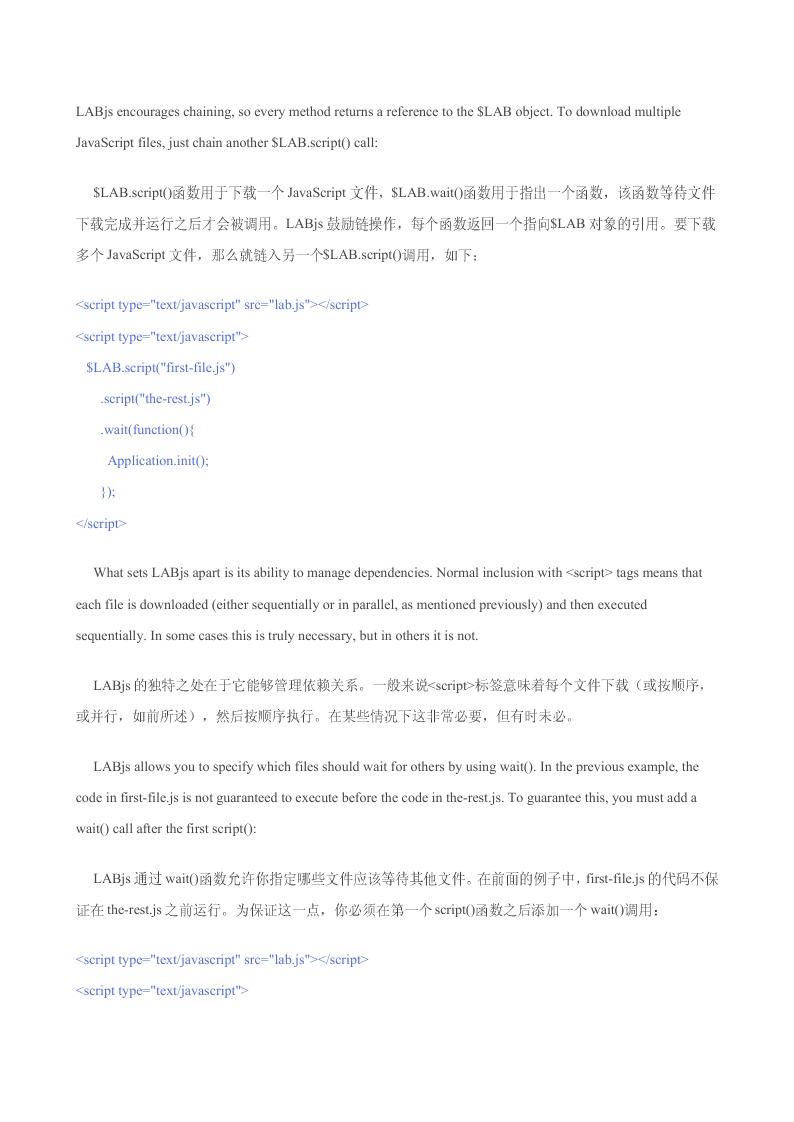 LABjs encourages chaining, so every method returns a reference to the $LAB object. To download multiple
JavaScript files, just chain another $LAB.script() call:
$LAB.script()函数用于下载一个 JavaScript 文件，$LAB.wait()函数用于指出一个函数，该函数等待文件
下载完成并运行之后才会被调用。LABjs 鼓励链操作，每个函数返回一个指向$LAB 对象的引用。要下载
多个 JavaScript 文件，那么就链入另一个$LAB.script()调用，如下：
<script type="text/javascript" src="lab.js"></script>
<script type="text/javascript">
$LAB.script("first-file.js")
.script("the-rest.js")
.wait(function(){
Application.init();
});
</script>
What sets LABjs apart is its ability to manage dependencies. Normal inclusion with <script> tags means that
each file is downloaded (either sequentially or in parallel, as mentioned previously) and then executed
sequentially. In some cases this is truly necessary, but in others it is not.
LABjs 的独特之处在于它能够管理依赖关系。一般来说<script>标签意味着每个文件下载（或按顺序，
或并行，如前所述），然后按顺序执行。在某些情况下这非常必要，但有时未必。
LABjs allows you to specify which files should wait for others by using wait(). In the previous example, the
code in first-file.js is not guaranteed to execute before the code in the-rest.js. To guarantee this, you must add a
wait() call after the first script():
LABjs 通过 wait()函数允许你指定哪些文件应该等待其他文件。在前面的例子中，first-file.js 的代码不保
证在 the-rest.js 之前运行。为保证这一点，你必须在第一个 script()函数之后添加一个 wait()调用：
<script type="text/javascript" src="lab.js"></script>
<script type="text/javascript">